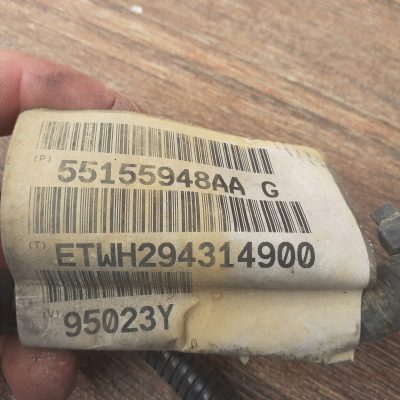 (P)
55155948AA G
(T)
ETWH294314900
(V)
95023Y